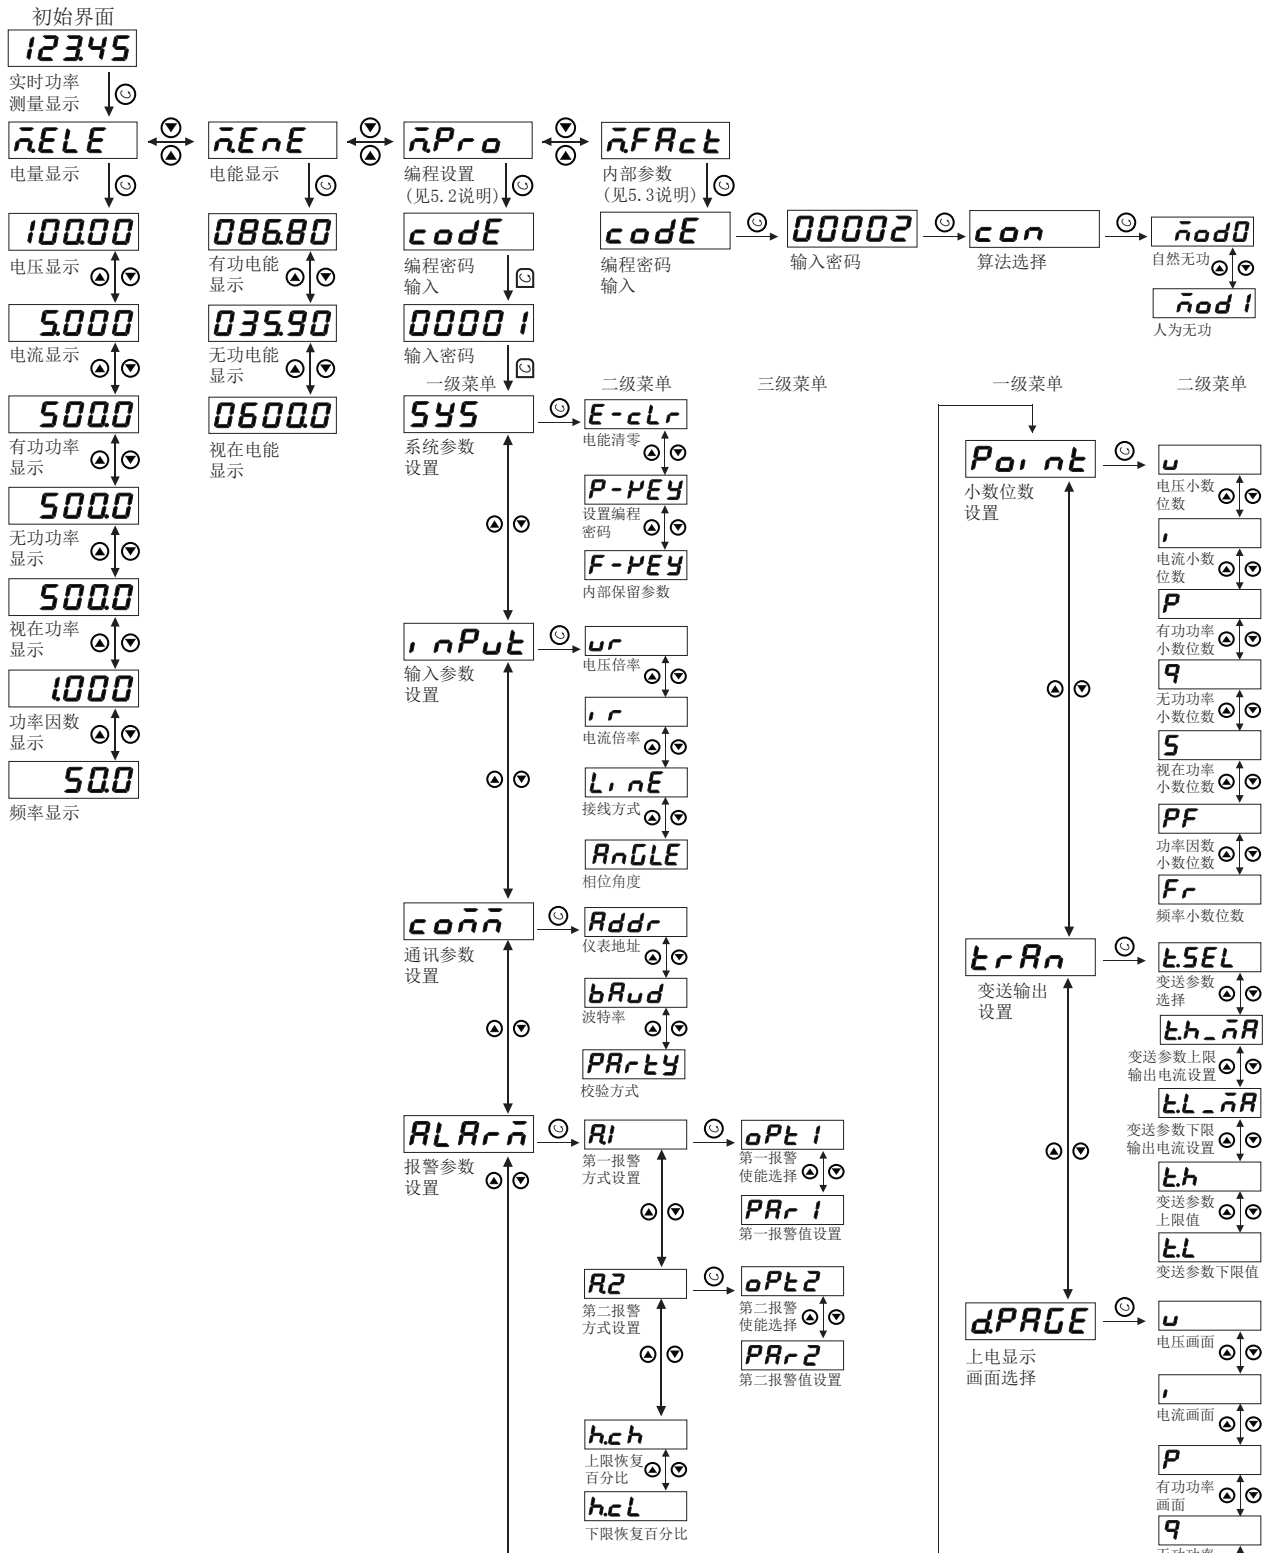 初始界面
123.45
实时功率
测量显示
C
n̄.ELE
电量显示
C
100.00
电压显示
5.000
电流显示
500.0
有功功率
显示
500.0
无功功率
显示
500.0
视在功率
显示
1.000
功率因数
显示
50.0
频率显示
n̄.EnE
电能显示
C
086.80
有功电能
显示
035.90
无功电能
显示
0600.0
视在电能
显示
n̄.Pro
编程设置
(见5.2说明)
C
codE
编程密码
输入
C
00001
输入密码
C
n̄.FAct
内部参数
(见5.3说明)
C
codE
编程密码
输入
C
00002
输入密码
C
con
算法选择
C
n̄od0
自然无功
n̄od1
人为无功
一级菜单
二级菜单
三级菜单
SYS
系统参数
设置
C
E-cLr
电能清零
P-KEY
设置编程
密码
F-KEY
内部保留参数
inPut
输入参数
设置
C
ur
电压倍率
ir
电流倍率
LinE
接线方式
AnGLE
相位角度
con̄n̄
通讯参数
设置
C
Addr
仪表地址
bAud
波特率
PArtY
校验方式
ALArn̄
报警参数
设置
C
A.1
第一报警
方式设置
C
oPt1
第一报警
使能选择
PAr1
第一报警值设置
A.2
第二报警
方式设置
C
oPt2
第二报警
使能选择
PAr2
第二报警值设置
h.ch
上限恢复
百分比
h.cL
下限恢复百分比
一级菜单
二级菜单
Point
小数位数
设置
C
u
电压小数
位数
i
电流小数
位数
P
有功功率
小数位数
q
无功功率
小数位数
S
视在功率
小数位数
PF
功率因数
小数位数
Fr
频率小数位数
trAn
变送输出
设置
C
t.SEL
变送参数
选择
t.h_n̄A
变送参数上限
输出电流设置
t.L_n̄A
变送参数下限
输出电流设置
t.h
变送参数
上限值
t.L
变送参数下限值
d.PAGE
上电显示
画面选择
C
u
电压画面
i
电流画面
P
有功功率
画面
q